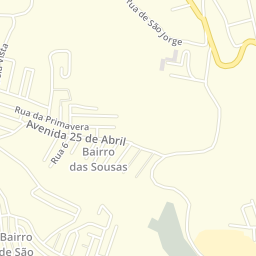 Rua de São Jorge
la Vista
Rua da Primavera
Avenida 25 de Abril
Rua 6
Bairro
das Sousas
Bairro
de São